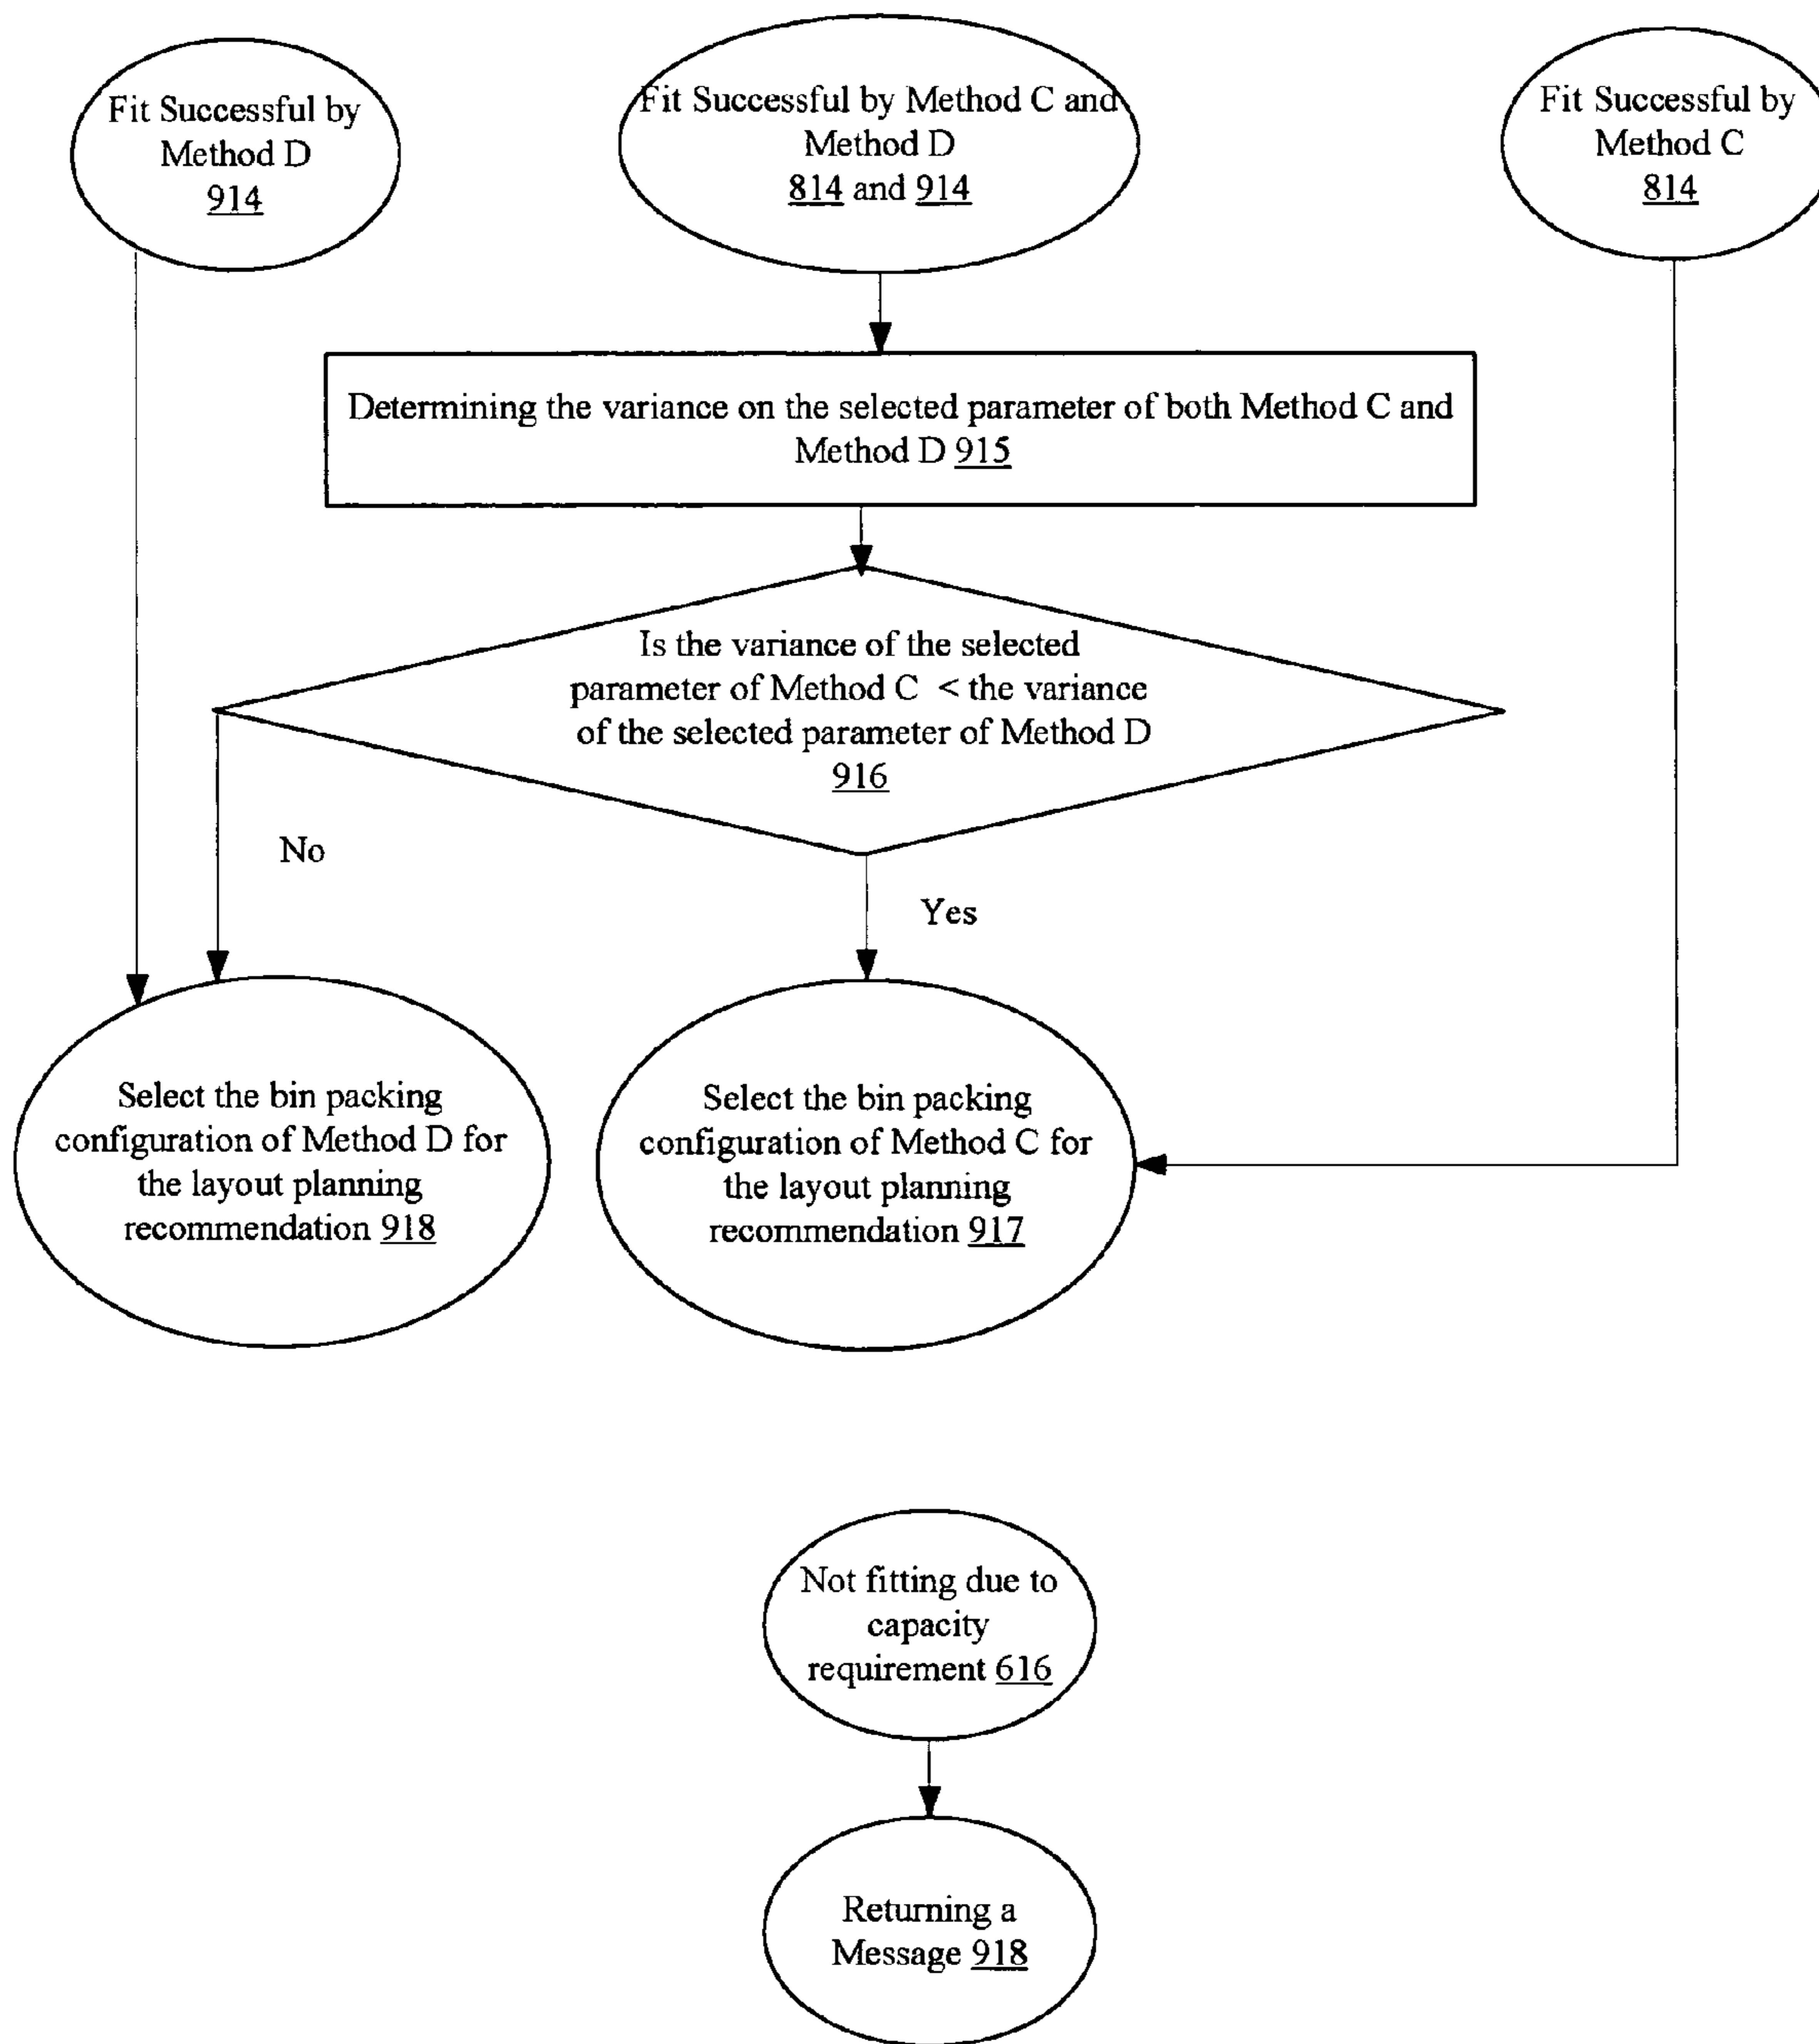 Fit Successful by
Method D
914
Fit Successful by Method C and
Method D
814 and 914
Fit Successful by
Method C
814
Determining the variance on the selected parameter of both Method C and
Method D 915
Is the variance of the selected
parameter of Method C < the variance
of the selected parameter of Method D
916
No
Yes
Select the bin packing
configuration of Method D for
the layout planning
recommendation 918
Select the bin packing
configuration of Method C for
the layout planning
recommendation 917
Not fitting due to
capacity
requirement 616
Returning a
Message 918